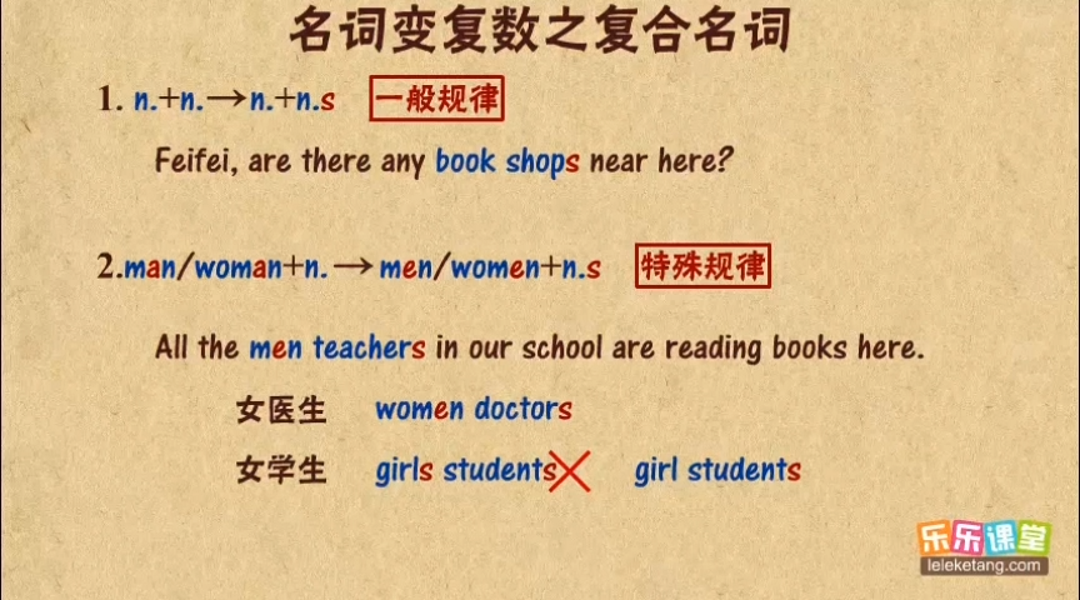 名词变复数之复合名词
1. n.+n.→n.+n.s 一般规律
Feifei, are there any book shops near here?
2.man/woman+n.→men/women+n.s 特殊规律
All the men teachers in our school are reading books here.
女医生 women doctors
女学生 girls students girl students
乐乐课堂
leleketang.com